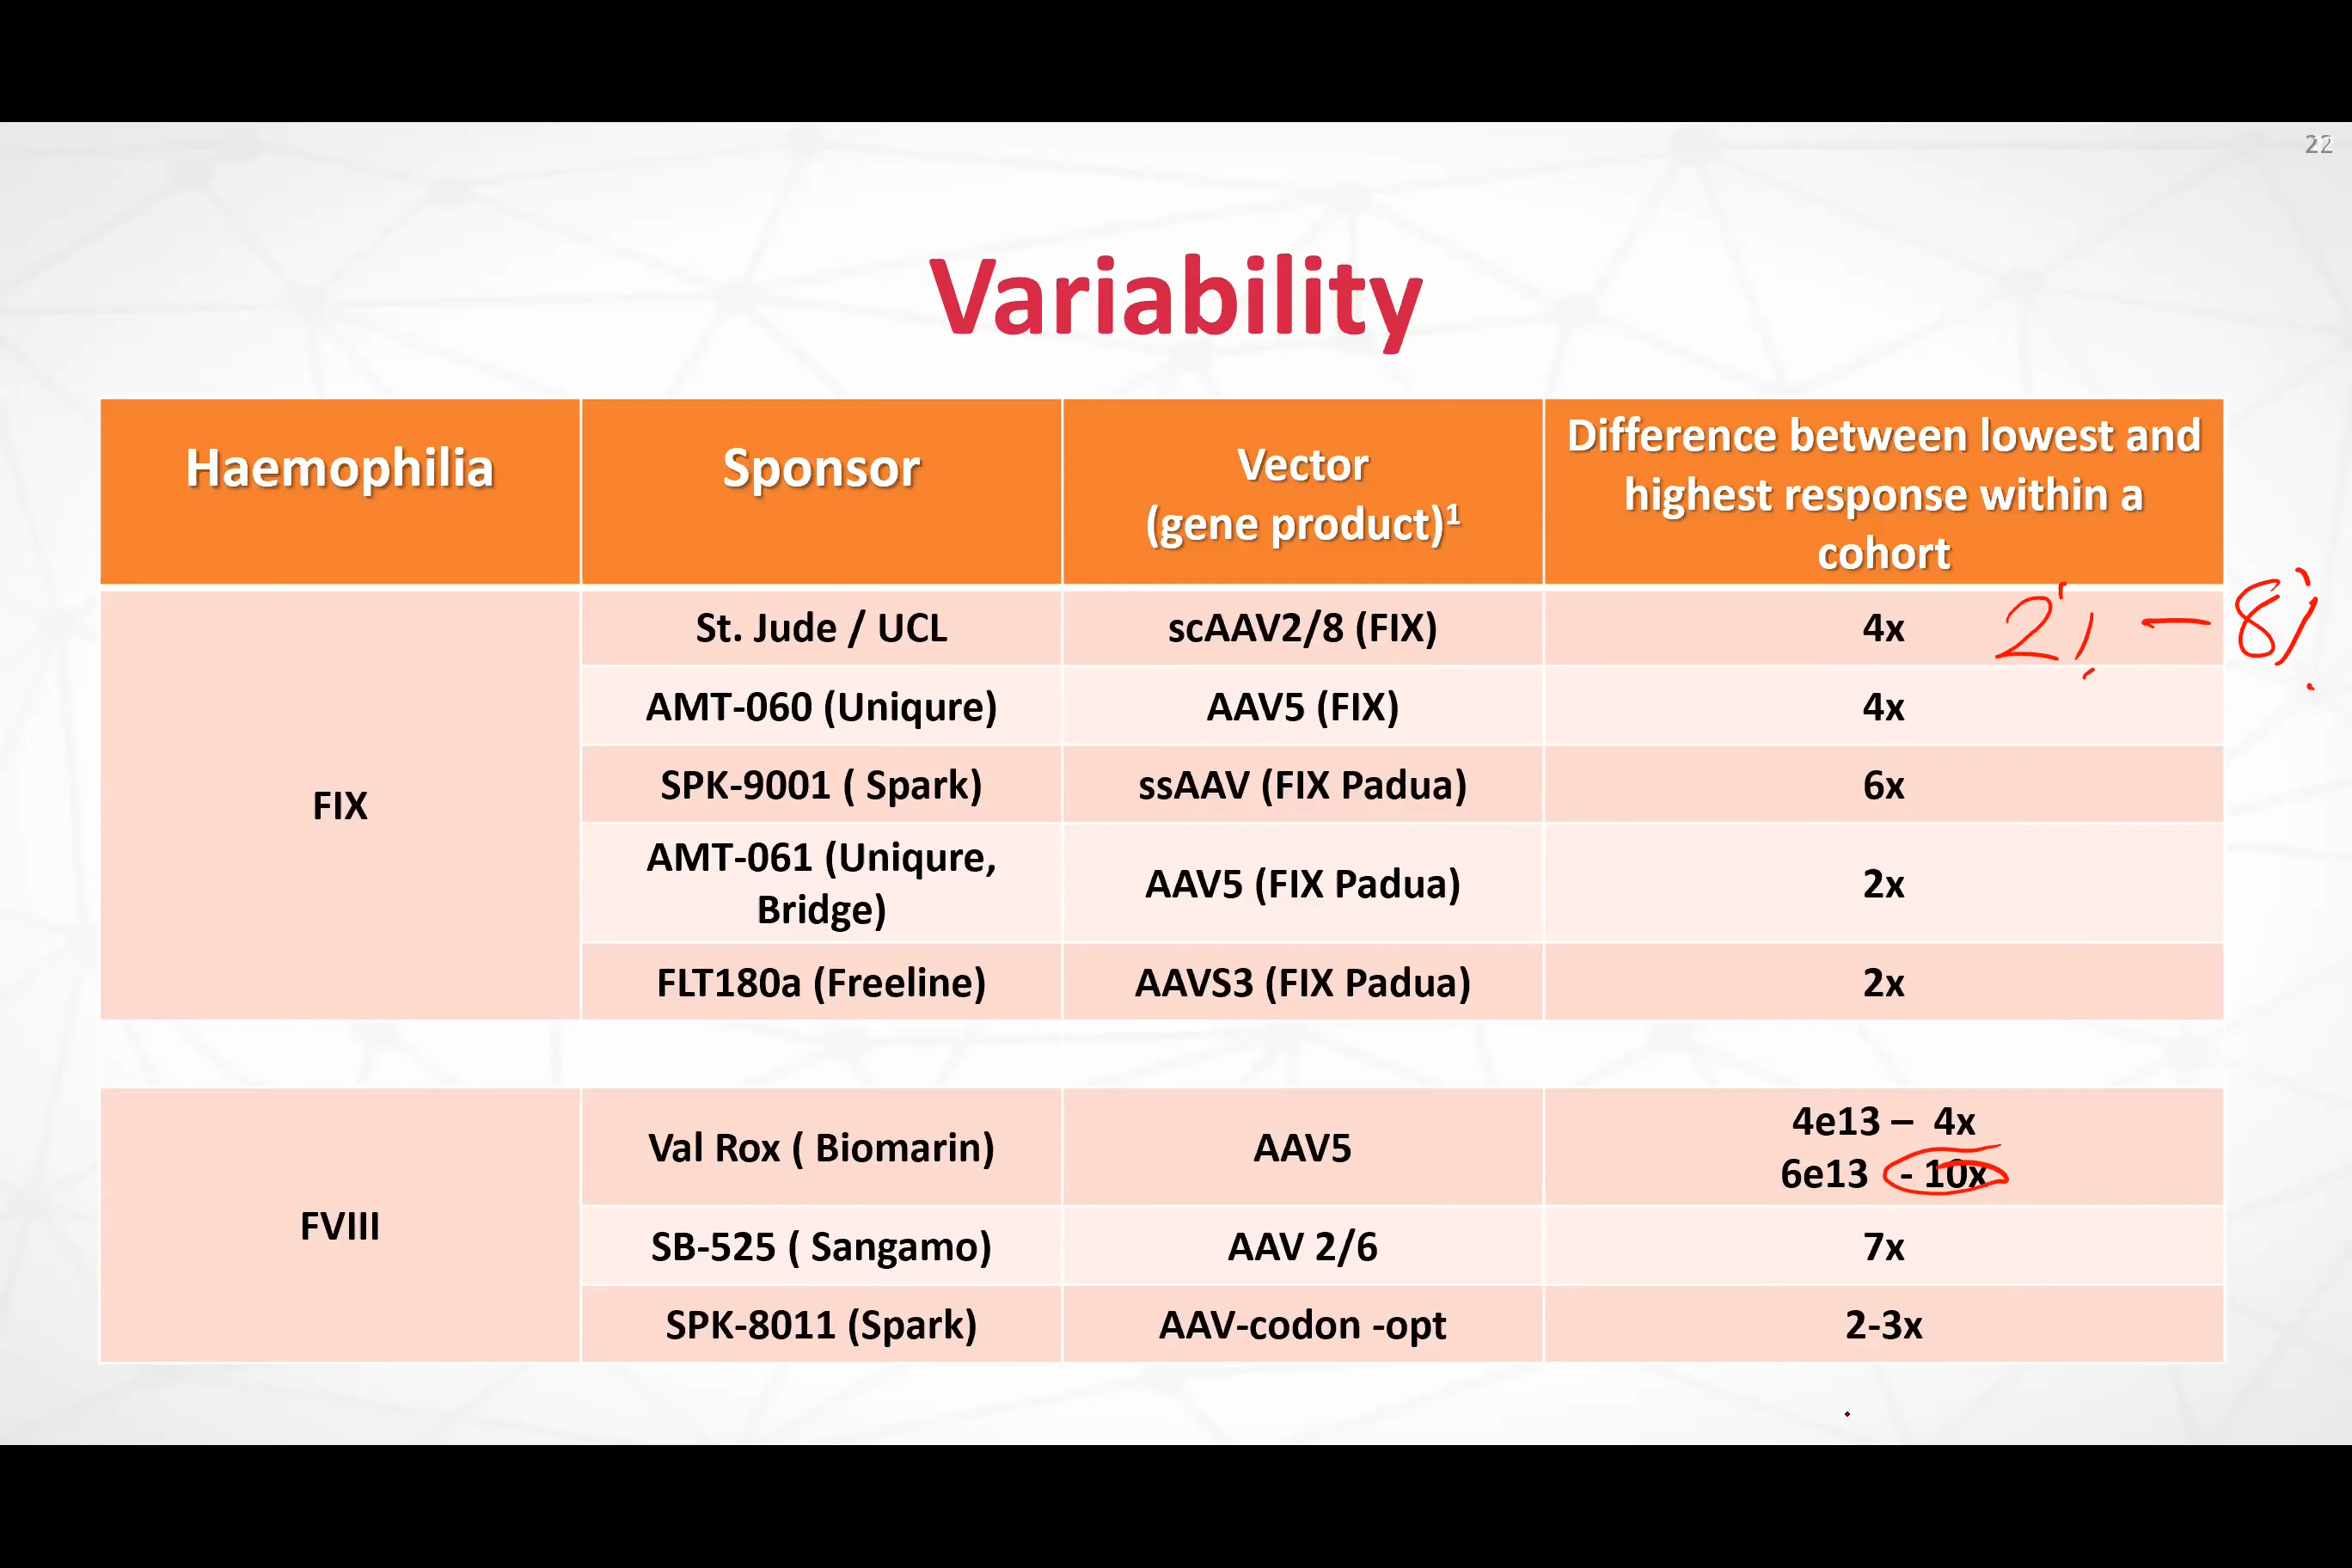 22
Variability
Haemophilia
Sponsor
Vector
(gene product)¹
Difference between lowest and
highest response within a
cohort
FIX
St. Jude / UCL
scAAV2/8 (FIX)
4x
2% – 8%
AMT-060 (Uniqure)
AAV5 (FIX)
4x
SPK-9001 ( Spark)
ssAAV (FIX Padua)
6x
AMT-061 (Uniqure,
Bridge)
AAV5 (FIX Padua)
2x
FLT180a (Freeline)
AAVS3 (FIX Padua)
2x
FVIII
Val Rox ( Biomarin)
AAV5
4e13 – 4x
6e13 - 10x
SB-525 ( Sangamo)
AAV 2/6
7x
SPK-8011 (Spark)
AAV-codon -opt
2-3x